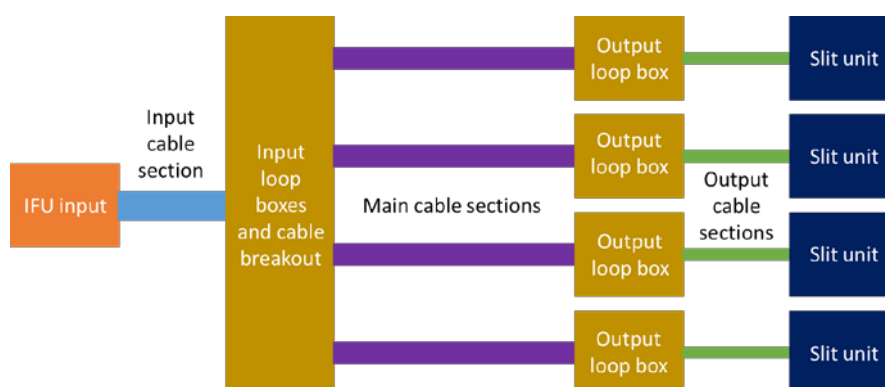 Input
cable
section
IFU input
Input
loop
boxes
and cable
breakout
Main cable sections
Output
loop box
Output
loop box
Output
loop box
Output
loop box
Output
cable
sections
Slit unit
Slit unit
Slit unit
Slit unit